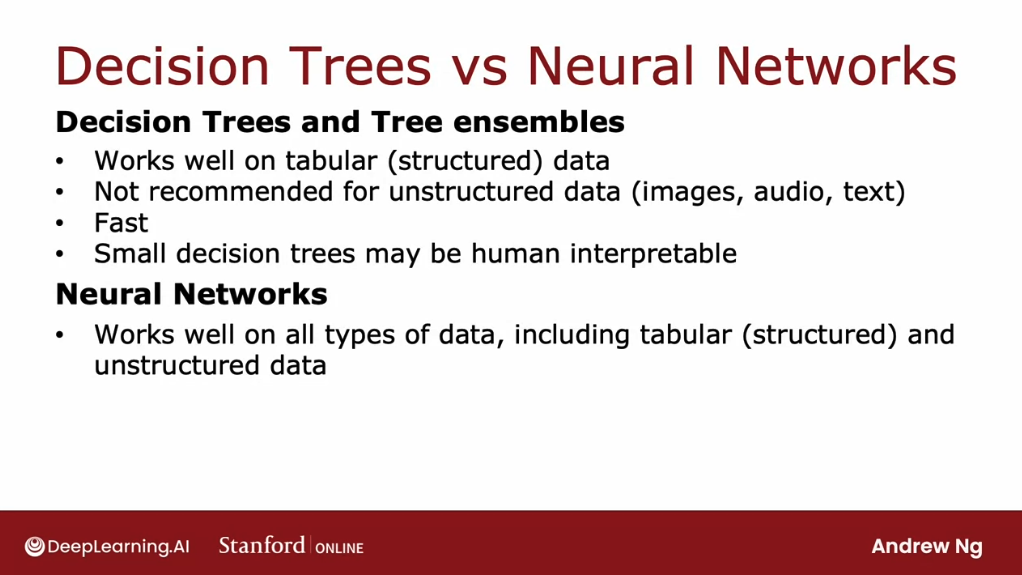 Decision Trees vs Neural Networks
Decision Trees and Tree ensembles
• Works well on tabular (structured) data
• Not recommended for unstructured data (images, audio, text)
• Fast
• Small decision trees may be human interpretable
Neural Networks
• Works well on all types of data, including tabular (structured) and
unstructured data
DeepLearning.AI Stanford ONLINE Andrew Ng